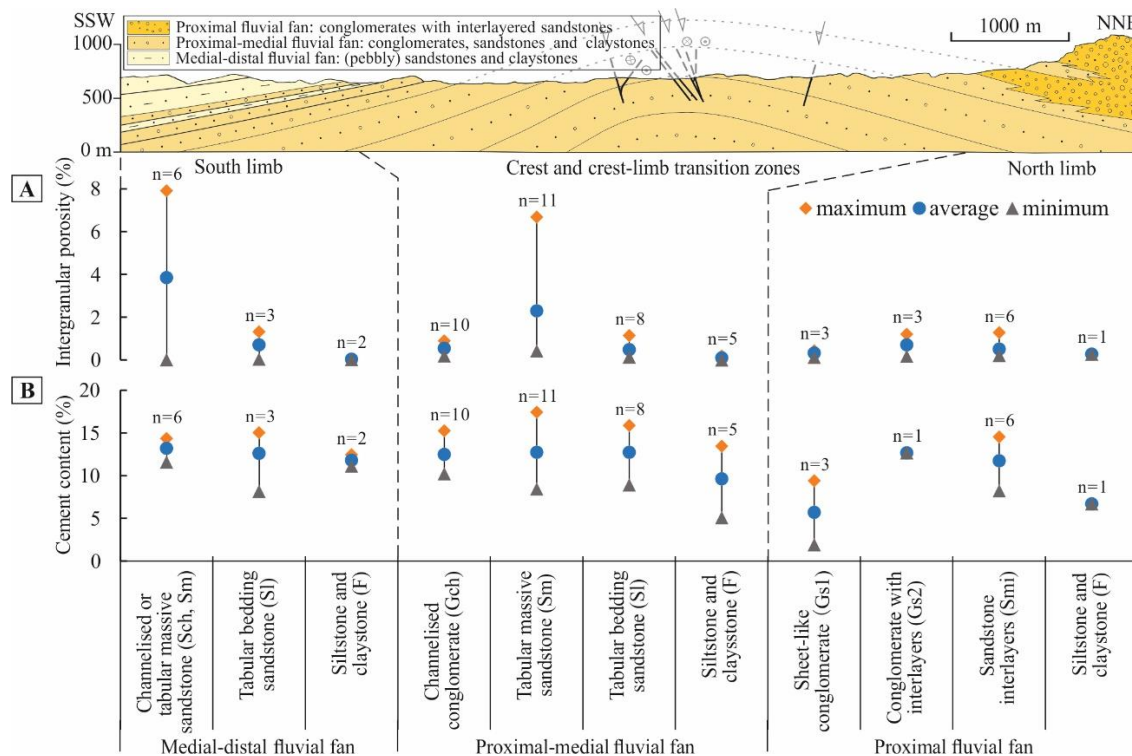 SSW
NNE
Proximal fluvial fan: conglomerates with interlayered sandstones
Proximal-medial fluvial fan: conglomerates, sandstones and claystones
Medial-distal fluvial fan: (pebbly) sandstones and claystones
1000 m
1000
500
0 m
South limb
Crest and crest-limb transition zones
North limb
A
Intergranular porosity (%)
8
6
4
2
0
maximum
average
minimum
n=6
n=3
n=2
n=10
n=11
n=8
n=5
n=3
n=3
n=6
n=1
B
Cement content (%)
20
15
10
5
0
n=6
n=3
n=2
n=10
n=11
n=8
n=5
n=3
n=1
n=6
n=1
Channelised or
tabular massive
sandstone (Sch, Sm)
Tabular bedding
sandstone (Sl)
Siltstone and
claystone (F)
Channelised
conglomerate (Gch)
Tabular massive
sandstone (Sm)
Tabular bedding
sandstone (Sl)
Siltstone and
claysstone (F)
Sheet-like
conglomerate (Gs1)
Conglomerate with
interlayers (Gs2)
Sandstone
interlayers (Smi)
Siltstone and
claystone (F)
Medial-distal fluvial fan
Proximal-medial fluvial fan
Proximal fluvial fan